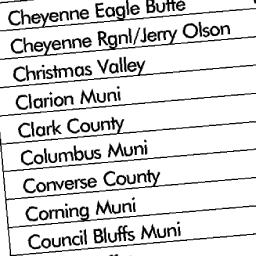 Cheyenne Eagle Butte
Cheyenne Rgnl/Jerry Olson
Christmas Valley
Clarion Muni
Clark County
Columbus Muni
Converse County
Corning Muni
Council Bluffs Muni